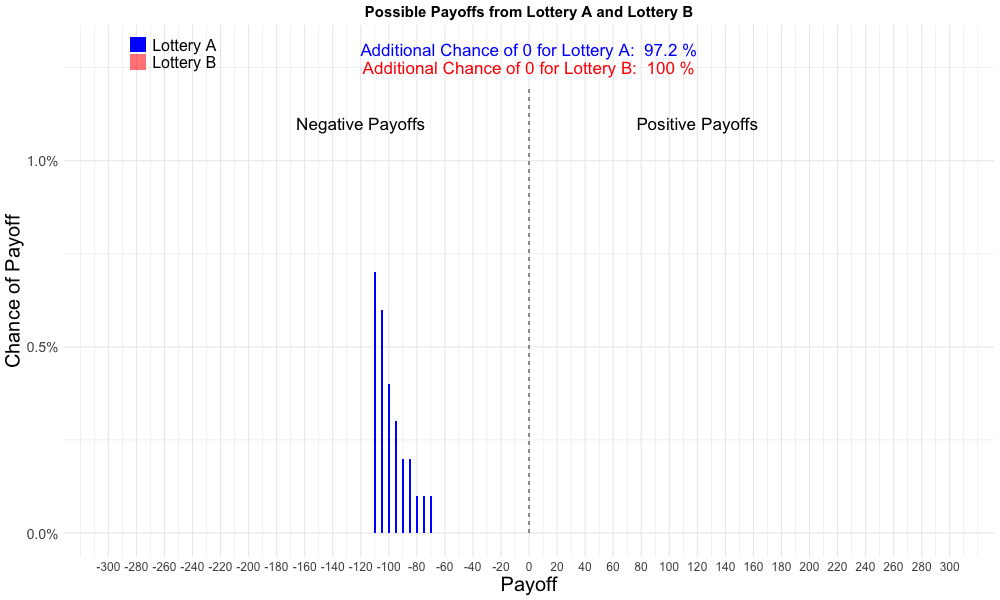 Possible Payoffs from Lottery A and Lottery B
Lottery A
Lottery B
Additional Chance of 0 for Lottery A:  97.2 %
Additional Chance of 0 for Lottery B:  100 %
Negative Payoffs
Positive Payoffs
Chance of Payoff
1.0%
0.5%
0.0%
-300 -280 -260 -240 -220 -200 -180 -160 -140 -120 -100 -80 -60 -40 -20 0 20 40 60 80 100 120 140 160 180 200 220 240 260 280 300
Payoff